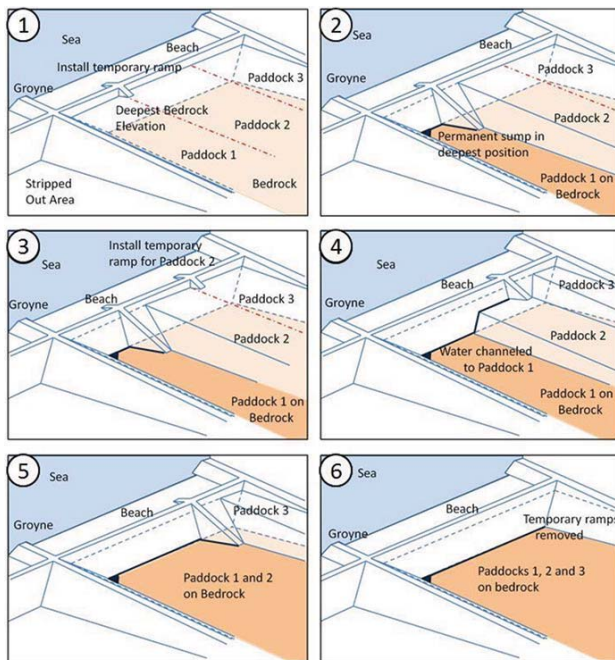 1
Sea
Beach
Install temporary ramp
Groyne
Paddock 3
Deepest Bedrock
Elevation
Paddock 2
Paddock 1
Stripped
Out Area
Bedrock
2
Sea
Beach
Groyne
Paddock 3
Paddock 2
Permanent sump in
deepest position
Paddock 1 on
Bedrock
3
Install temporary
ramp for Paddock 2
Sea
Groyne
Beach
Paddock 3
Paddock 2
Paddock 1 on
Bedrock
4
Sea
Beach
Groyne
Paddock 3
Paddock 2
Water channeled
to Paddock 1
Paddock 1 on
Bedrock
5
Sea
Beach
Paddock 3
Groyne
Paddock 1 and 2
on Bedrock
6
Sea
Beach
Temporary ramps
removed
Groyne
Paddocks 1, 2 and 3
on bedrock